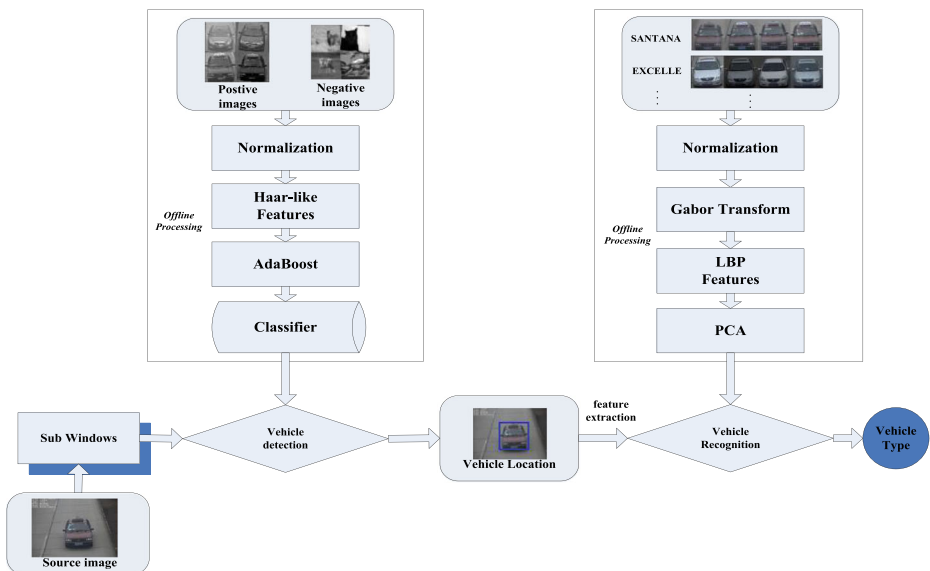 Postive
images
Negative
images
Normalization
Haar-like
Features
Offline
Processing
AdaBoost
Classifier
SANTANA
EXCELLE
Normalization
Gabor Transform
Offline
Processing
LBP
Features
PCA
Sub Windows
Vehicle
detection
Vehicle Location
feature
extraction
Vehicle
Recognition
Vehicle
Type
Source image